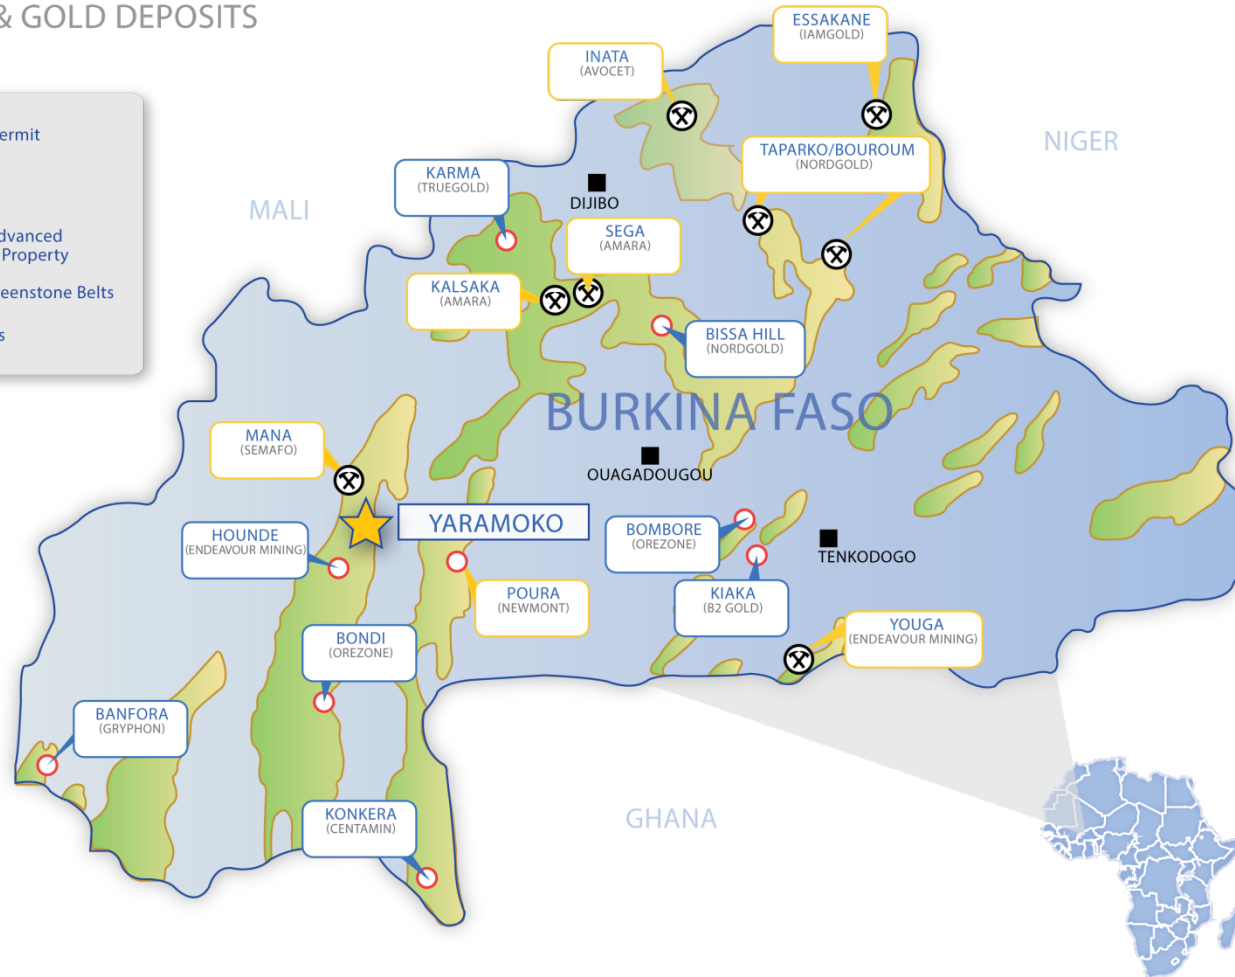 & GOLD DEPOSITS
ermit
dvanced
Property
eenstone Belts
s
ESSAKANE
(IAMGOLD)
INATA
(AVOCET)
NIGER
TAPARKO/BOUROUM
(NORDGOLD)
KARMA
(TRUEGOLD)
DIJIBO
MALI
SEGA
(AMARA)
KALSAKA
(AMARA)
BISSA HILL
(NORDGOLD)
BURKINA FASO
MANA
(SEMAFO)
OUAGADOUGOU
YARAMOKO
HOUNDE
(ENDEAVOUR MINING)
BOMBORE
(OREZONE)
TENKODOGO
POURA
(NEWMONT)
KIAKA
(B2 GOLD)
YOUGA
(ENDEAVOUR MINING)
BONDI
(OREZONE)
BANFORA
(GRYPHON)
KONKERA
(CENTAMIN)
GHANA